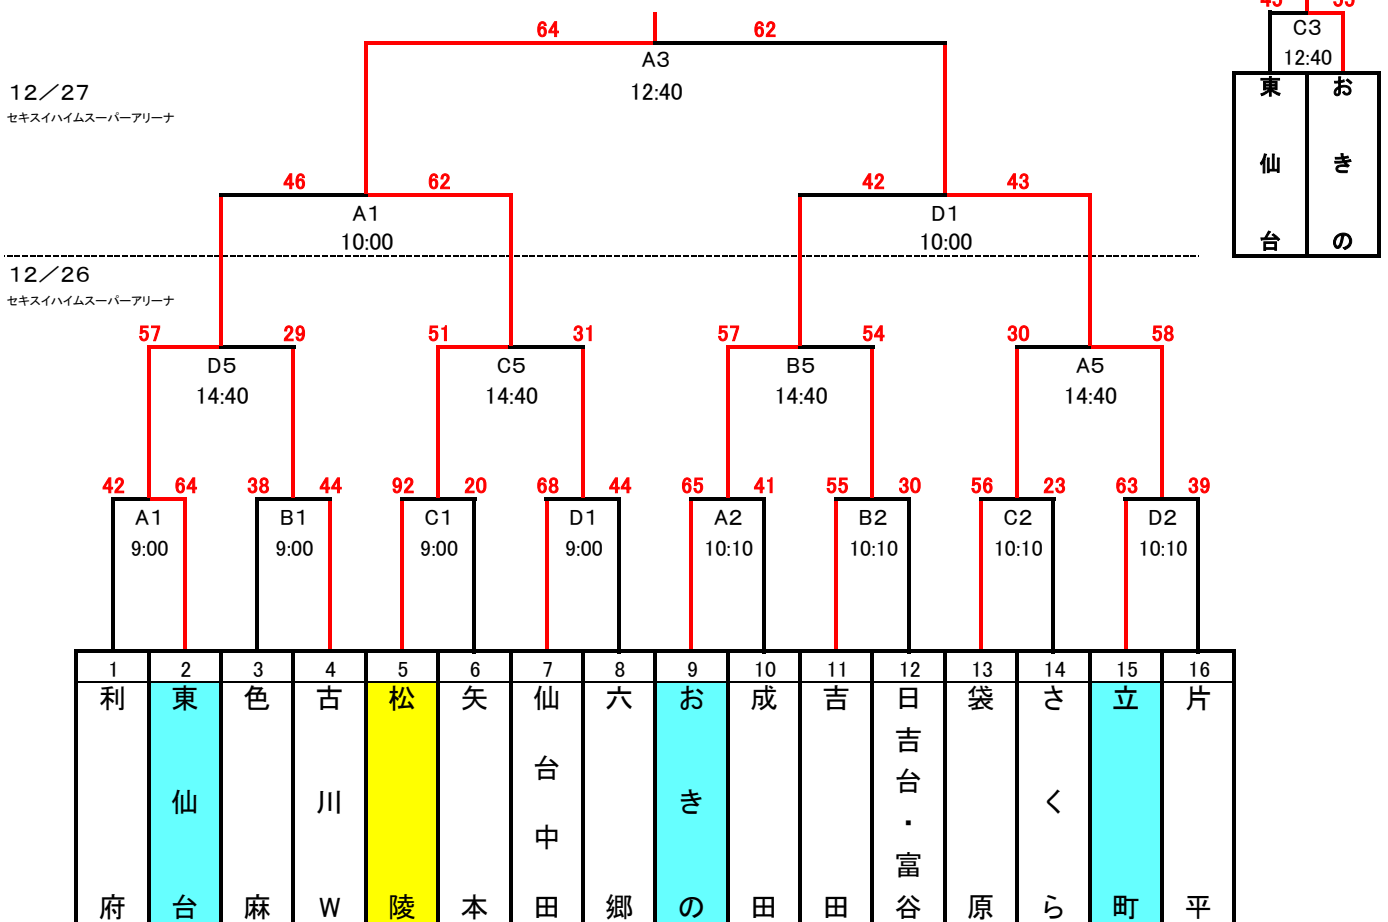 45 55
C3
12:40
東仙台
おきの
64 62
A3
12:40
12／27
セキスイハイムスーパーアリーナ
46 62 42 43
A1 D1
10:00 10:00
12／26
セキスイハイムスーパーアリーナ
57 29 51 31 57 54 30 58
D5 C5 B5 A5
14:40 14:40 14:40 14:40
42 64 38 44 92 20 68 44 65 41 55 30 56 23 63 39
A1 B1 C1 D1 A2 B2 C2 D2
9:00 9:00 9:00 9:00 10:10 10:10 10:10 10:10
1 2 3 4 5 6 7 8 9 10 11 12 13 14 15 16
利府
東仙台
色麻
古川W
松陵
矢本
仙台中田
六郷
おきの
成田
吉田
日吉台・富谷
袋原
さくら
立町
片平